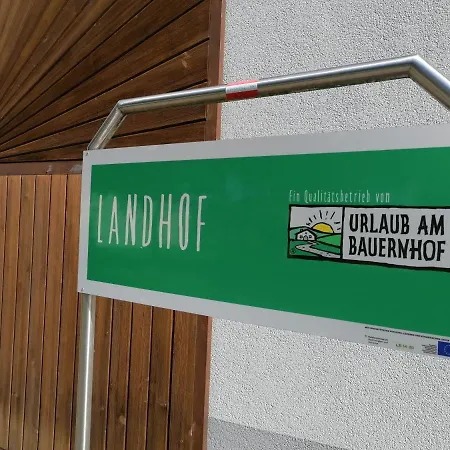 LANDHOF
Ein Qualitätsbetrieb von
URLAUB AM
BAUERNHOF